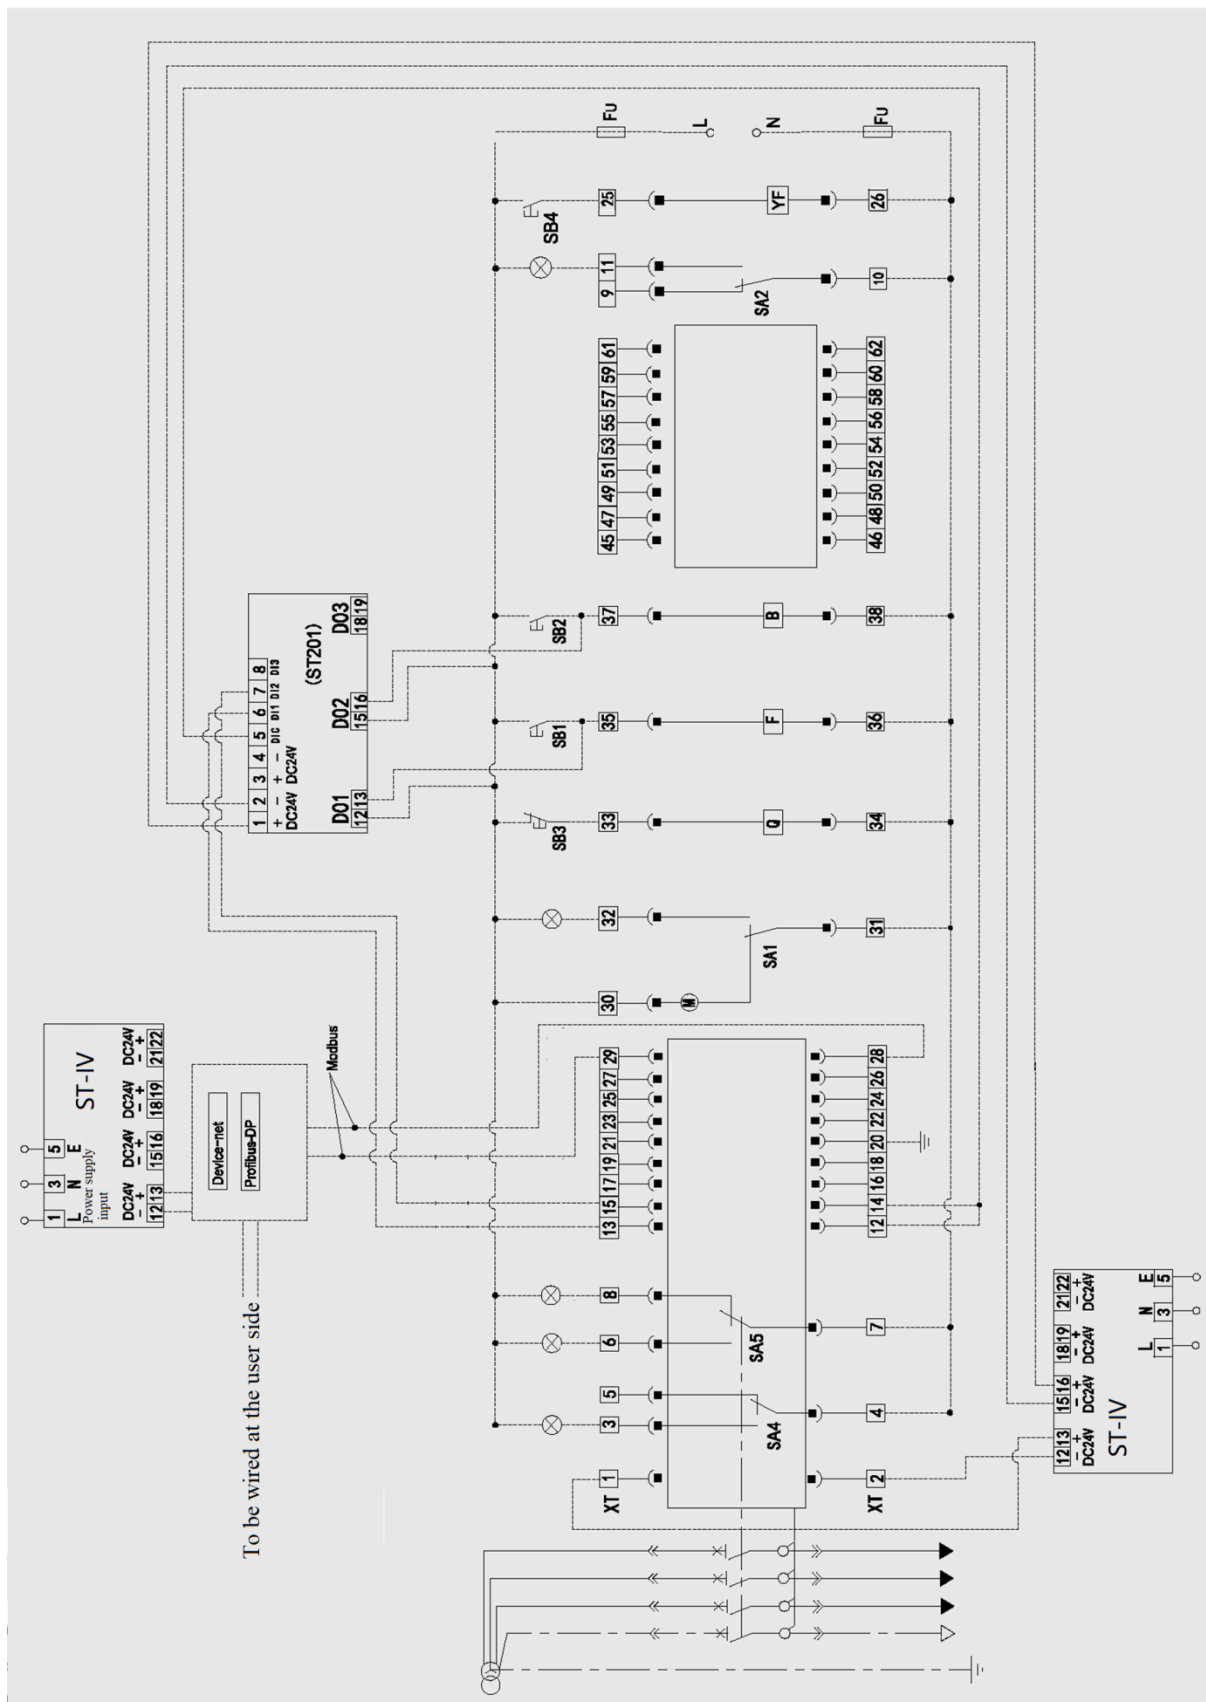 1 3 5
L N E
Power supply
input
ST-IV
DC24V DC24V DC24V DC24V
- + - + - + - +
12 13 15 16 18 19 21 22
Device-net
Profibus-DP
To be wired at the user side
Modbus
1 2 3 4 5 6 7 8
+ - + - DIC DI1 DI2 DI3
DC24V DC24V
(ST201)
DO1 DO2 DO3
12 13 15 16 18 19
SB3 SB1 SB2 SB4
XT 1 3 5 6 8 13 15 17 19 21 23 25 27 29 30 32 33 35 37 45 47 49 51 53 55 57 59 61 9 11 25 Fu
M L
SA4 SA5 SA1 Q F B SA2 YF N
XT 2 4 7 12 14 16 18 20 22 24 26 28 31 34 36 38 46 48 50 52 54 56 58 60 62 10 26 Fu
12 13 15 16 18 19 21 22
- + - + - + - +
DC24V DC24V DC24V DC24V
ST-IV
L N E
1 3 5